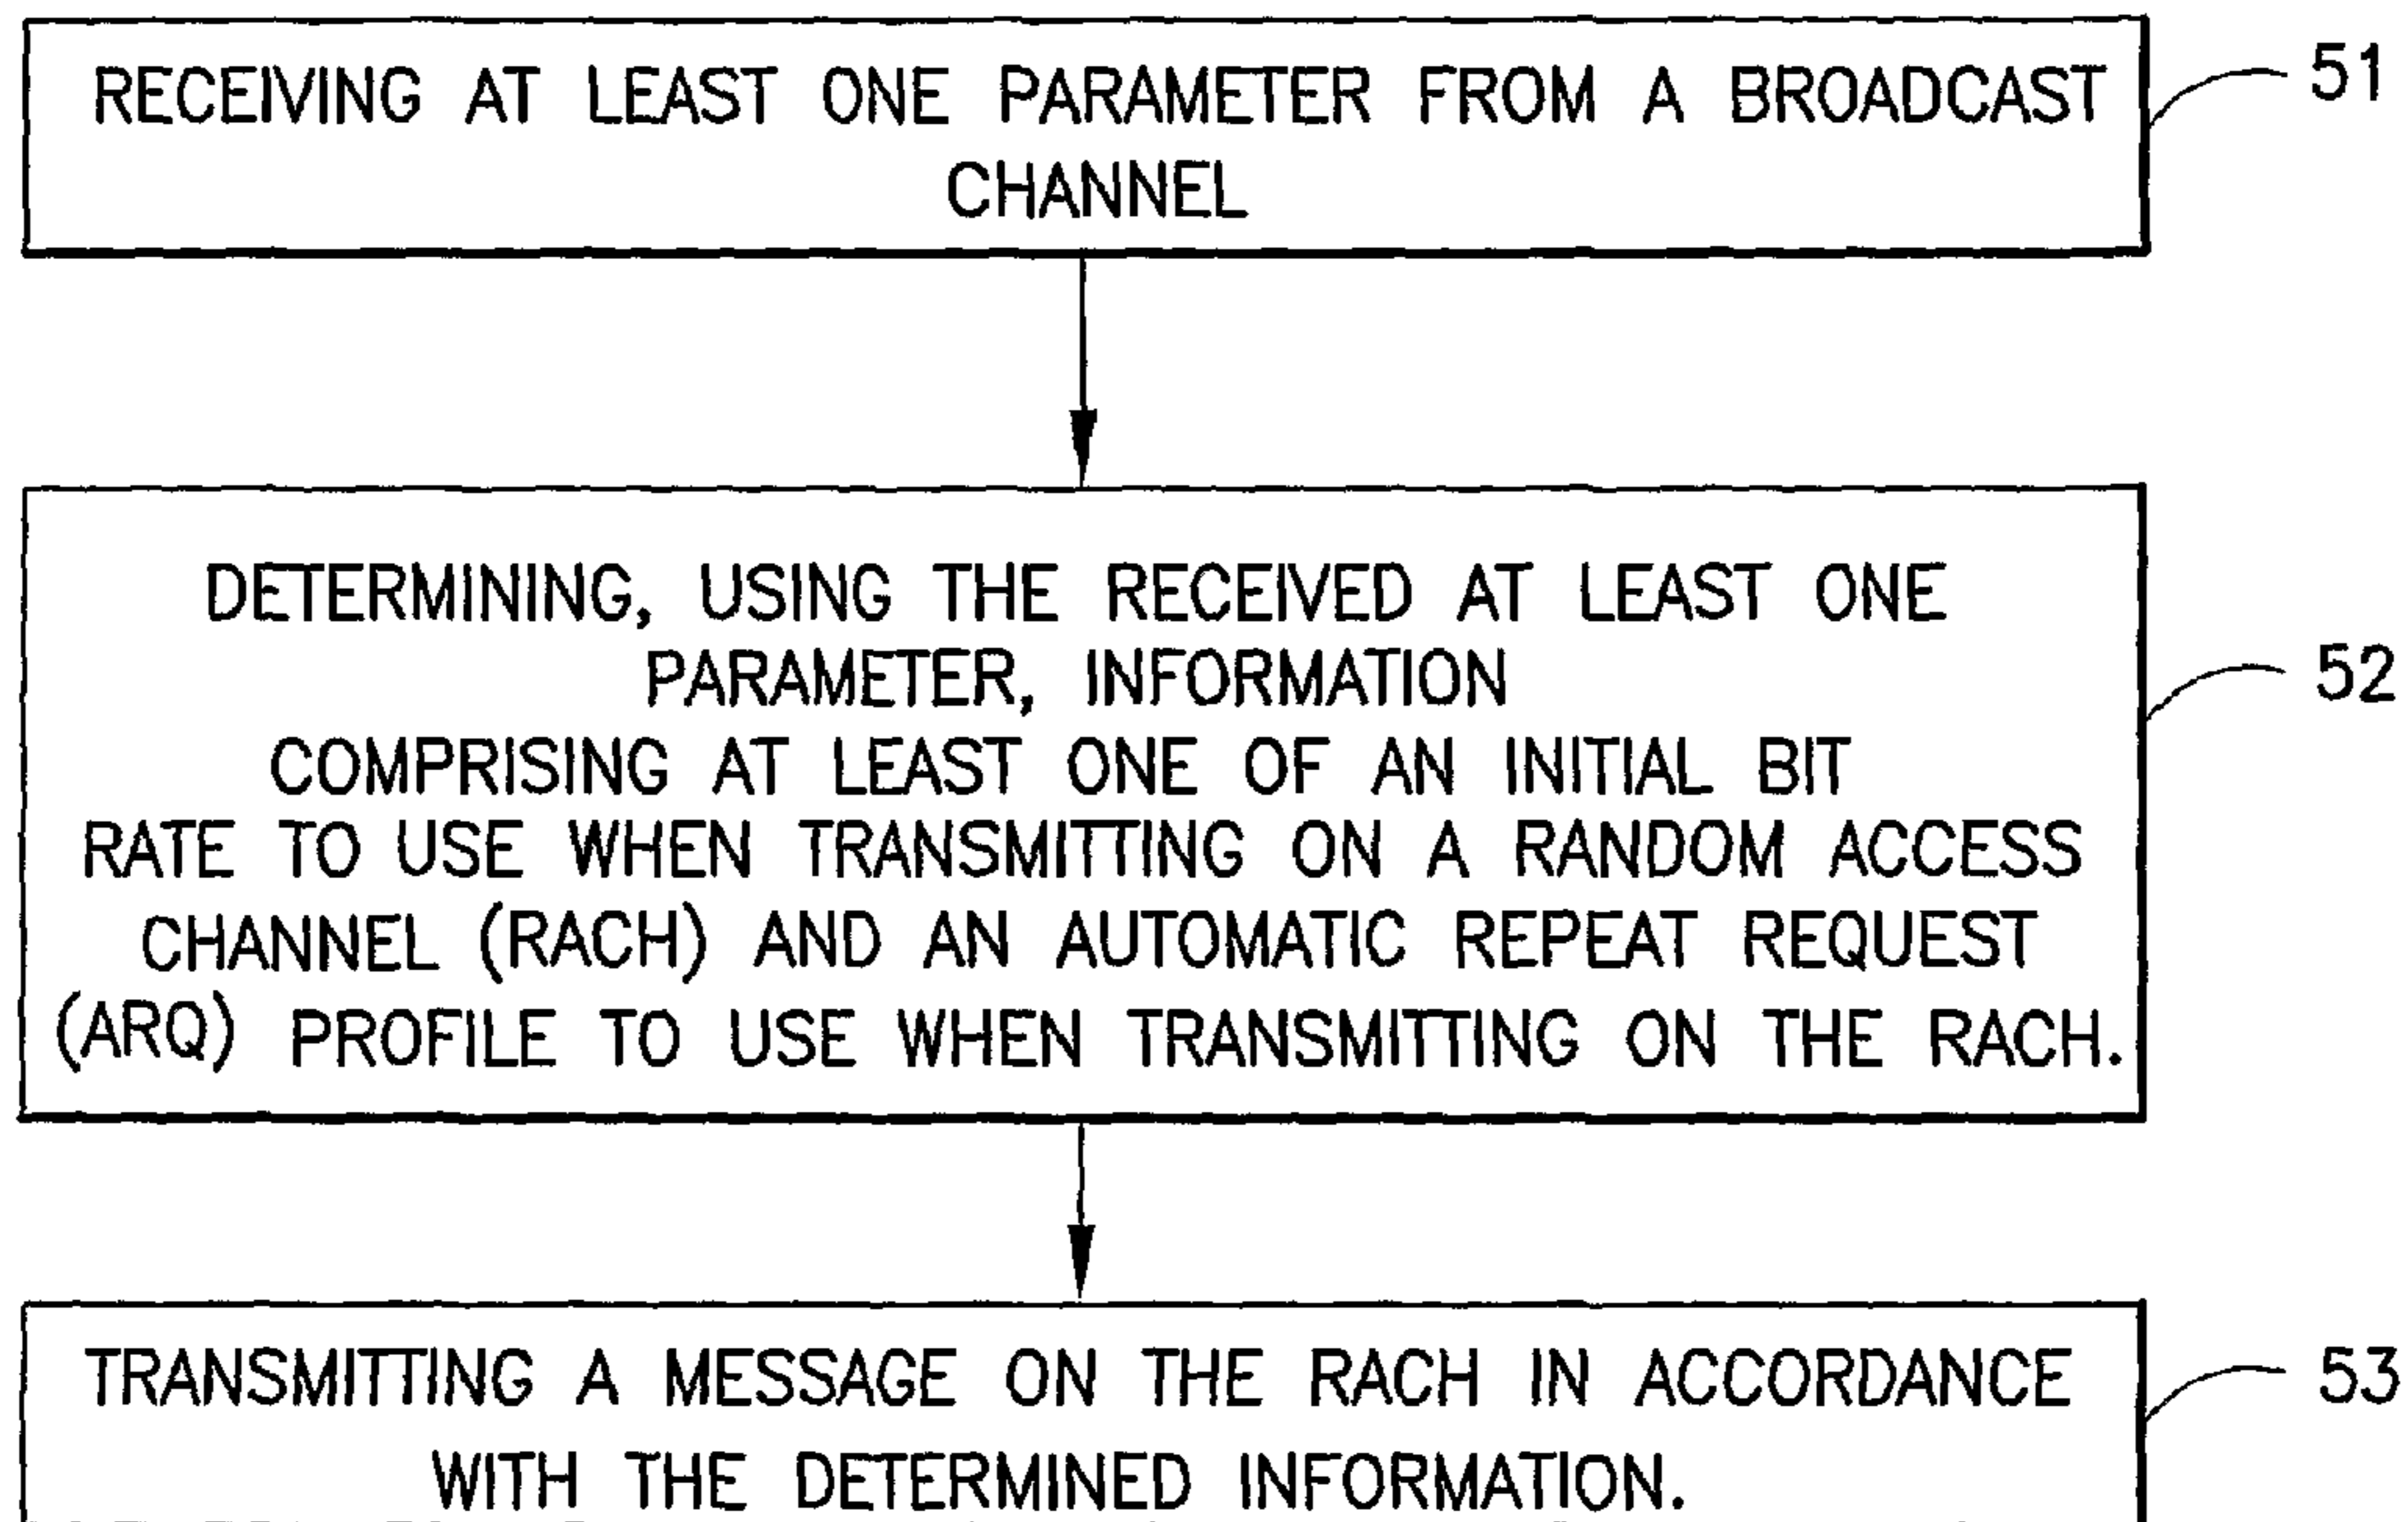 RECEIVING AT LEAST ONE PARAMETER FROM A BROADCAST
CHANNEL
51
DETERMINING, USING THE RECEIVED AT LEAST ONE
PARAMETER, INFORMATION
COMPRISING AT LEAST ONE OF AN INITIAL BIT
RATE TO USE WHEN TRANSMITTING ON A RANDOM ACCESS
CHANNEL (RACH) AND AN AUTOMATIC REPEAT REQUEST
(ARQ) PROFILE TO USE WHEN TRANSMITTING ON THE RACH.
52
TRANSMITTING A MESSAGE ON THE RACH IN ACCORDANCE
WITH THE DETERMINED INFORMATION.
53